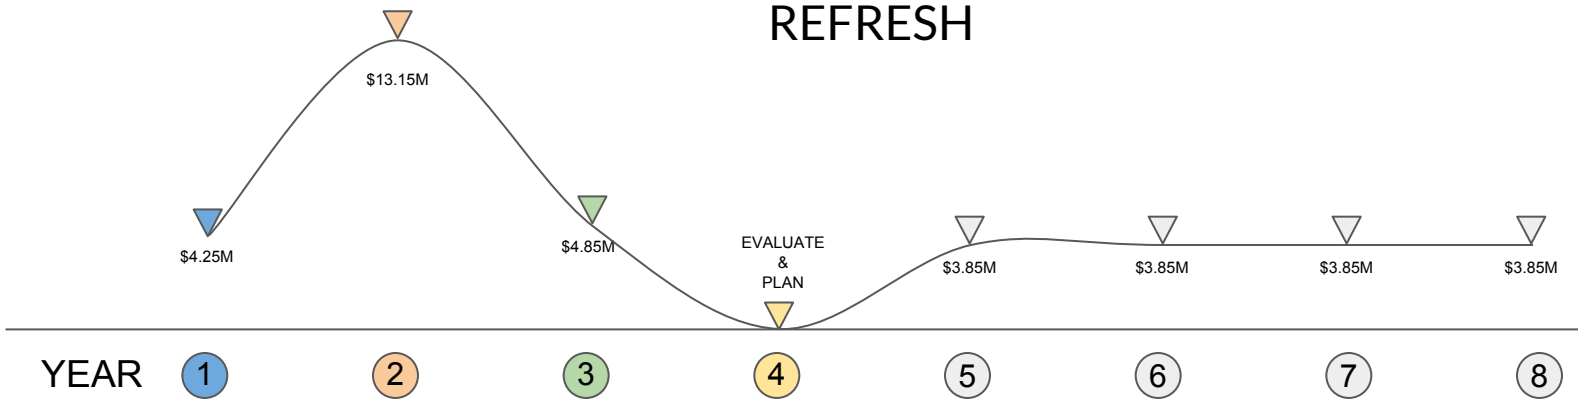 REFRESH
$13.15M
$4.25M
$4.85M
EVALUATE
&
PLAN
$3.85M
$3.85M
$3.85M
$3.85M
YEAR 1 2 3 4 5 6 7 8